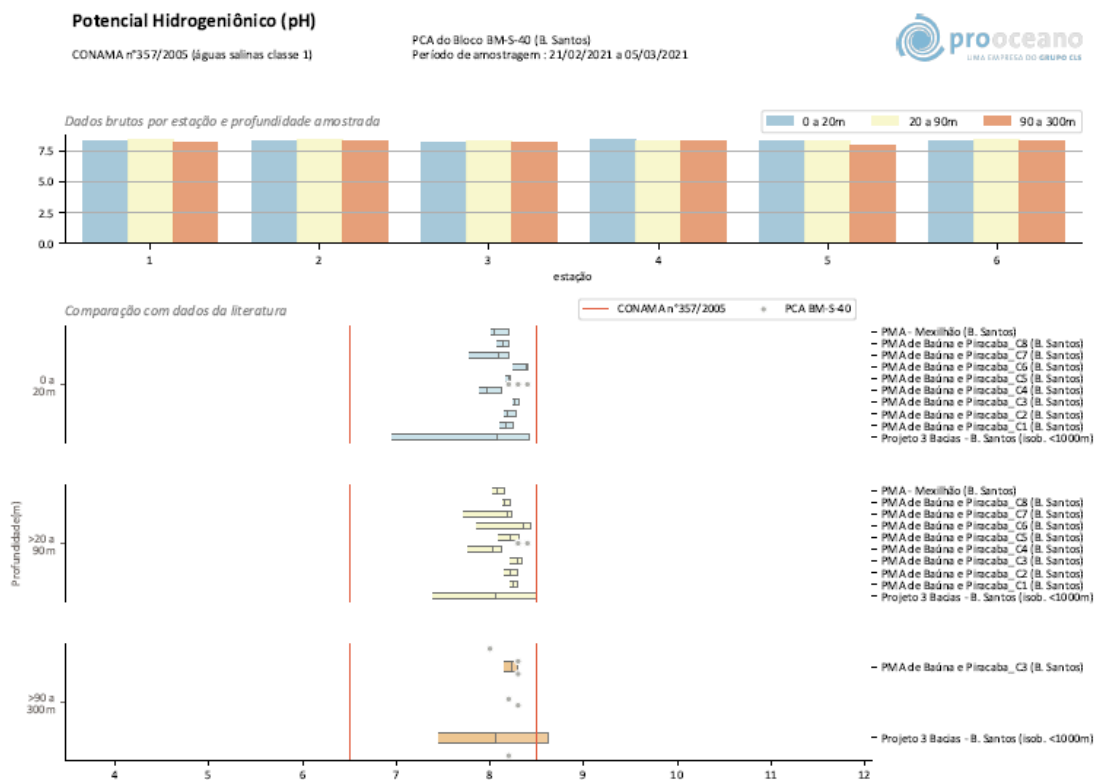 Potencial Hidrogeniônico (pH)
CONAMA n°357/2005 (águas salinas classe 1)
PCA do Bloco BM-S-40 (B. Santos)
Período de amostragem : 21/02/2021 a 05/03/2021
prooceano
UMA EMPRESA DO GRUPO CLS
Dados brutos por estação e profundidade amostrada
0 a 20m
20 a 90m
90 a 300m
7.5
5.0
2.5
0.0
1 2 3 4 5 6
estação
Comparação com dados da literatura
CONAMA n°357/2005
PCA BM-S-40
Profundidade(m)
0 a
20m
PMA - Mexilhão (B. Santos)
PMA de Baúna e Piracaba_C8 (B. Santos)
PMA de Baúna e Piracaba_C7 (B. Santos)
PMA de Baúna e Piracaba_C6 (B. Santos)
PMA de Baúna e Piracaba_C5 (B. Santos)
PMA de Baúna e Piracaba_C4 (B. Santos)
PMA de Baúna e Piracaba_C3 (B. Santos)
PMA de Baúna e Piracaba_C2 (B. Santos)
PMA de Baúna e Piracaba_C1 (B. Santos)
Projeto 3 Bacias - B. Santos (isob. <1000m)
>20 a
90m
PMA - Mexilhão (B. Santos)
PMA de Baúna e Piracaba_C8 (B. Santos)
PMA de Baúna e Piracaba_C7 (B. Santos)
PMA de Baúna e Piracaba_C6 (B. Santos)
PMA de Baúna e Piracaba_C5 (B. Santos)
PMA de Baúna e Piracaba_C4 (B. Santos)
PMA de Baúna e Piracaba_C3 (B. Santos)
PMA de Baúna e Piracaba_C2 (B. Santos)
PMA de Baúna e Piracaba_C1 (B. Santos)
Projeto 3 Bacias - B. Santos (isob. <1000m)
>90 a
300m
PMA de Baúna e Piracaba_C3 (B. Santos)
Projeto 3 Bacias - B. Santos (isob. <1000m)
4 5 6 7 8 9 10 11 12